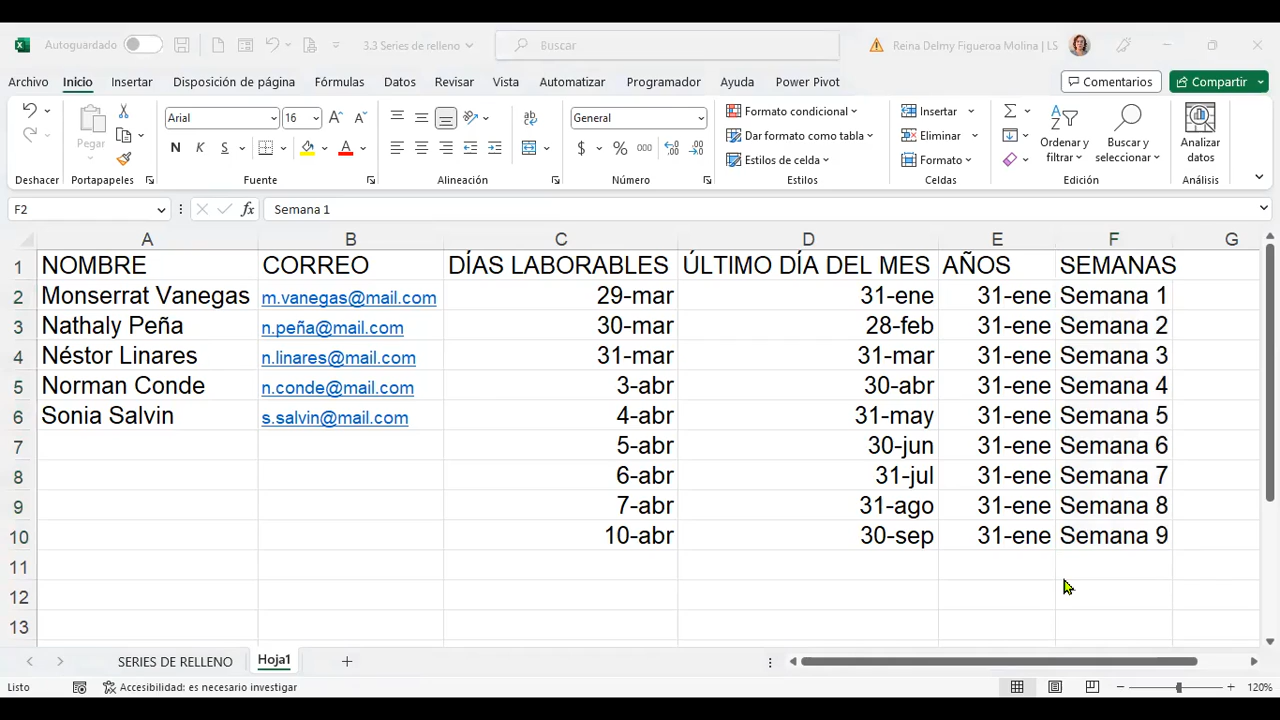 Autoguardado 3.3 Series de relleno Buscar Reina Delmy Figueroa Molina | LS
Archivo Inicio Insertar Disposición de página Fórmulas Datos Revisar Vista Automatizar Programador Ayuda Power Pivot Comentarios Compartir
Pegar Arial 16 General Formato condicional Insertar Ordenar y filtrar Buscar y seleccionar Analizar datos
N K S $ % 000 Dar formato como tabla Eliminar
Estilos de celda Formato
Deshacer Portapapeles Fuente Alineación Número Estilos Celdas Edición Análisis
F2 fx Semana 1
A B C D E F G
1 NOMBRE CORREO DÍAS LABORABLES ÚLTIMO DÍA DEL MES AÑOS SEMANAS
2 Monserrat Vanegas m.vanegas@mail.com 29-mar 31-ene 31-ene Semana 1
3 Nathaly Peña n.peña@mail.com 30-mar 28-feb 31-ene Semana 2
4 Néstor Linares n.linares@mail.com 31-mar 31-mar 31-ene Semana 3
5 Norman Conde n.conde@mail.com 3-abr 30-abr 31-ene Semana 4
6 Sonia Salvin s.salvin@mail.com 4-abr 31-may 31-ene Semana 5
7 5-abr 30-jun 31-ene Semana 6
8 6-abr 31-jul 31-ene Semana 7
9 7-abr 31-ago 31-ene Semana 8
10 10-abr 30-sep 31-ene Semana 9
11
12
13
SERIES DE RELLENO Hoja1
Listo Accesibilidad: es necesario investigar 120%